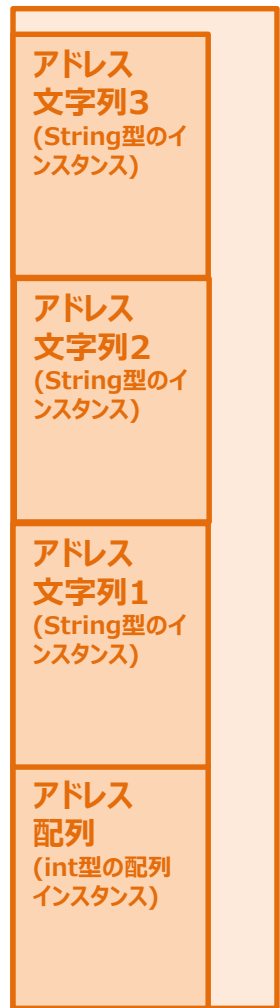 アドレス
文字列3
(String型のイ
ンスタンス)
アドレス
文字列2
(String型のイ
ンスタンス)
アドレス
文字列1
(String型のイ
ンスタンス)
アドレス
配列
(int型の配列
インスタンス)